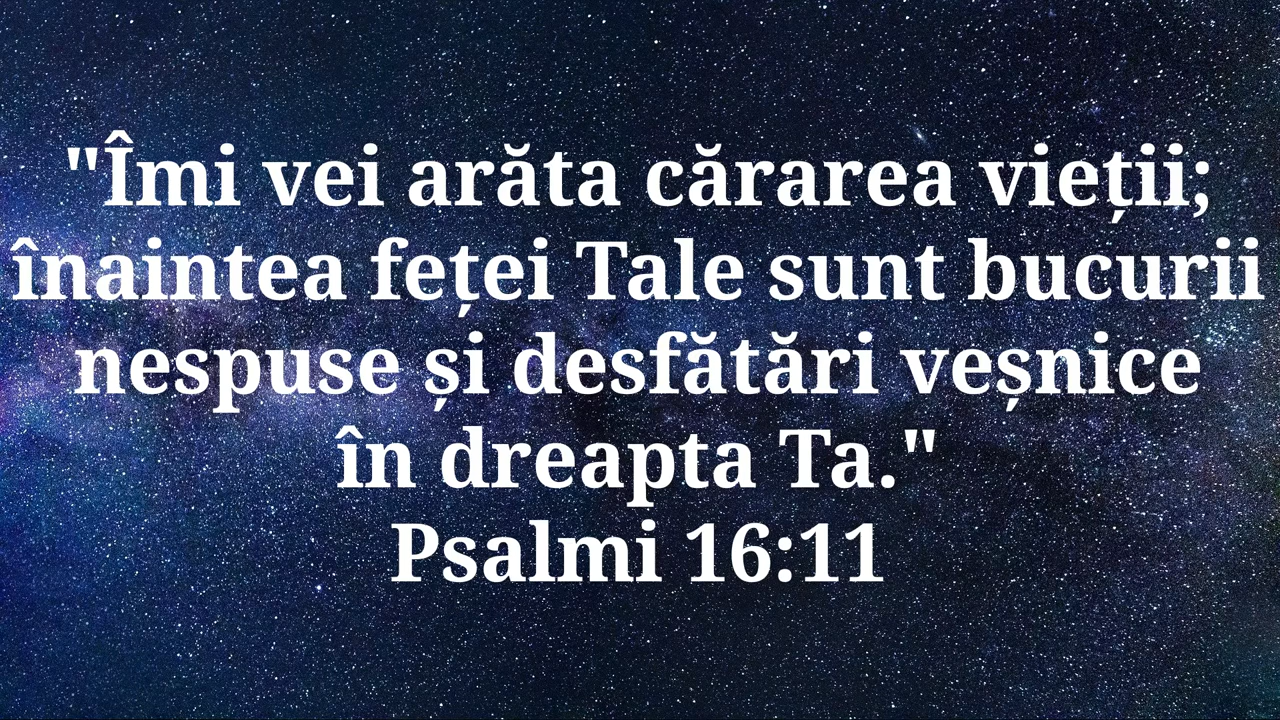 "Îmi vei arăta cărarea vieții;
înaintea feței Tale sunt bucurii
nespuse și desfătări veșnice
în dreapta Ta."
Psalmi 16:11